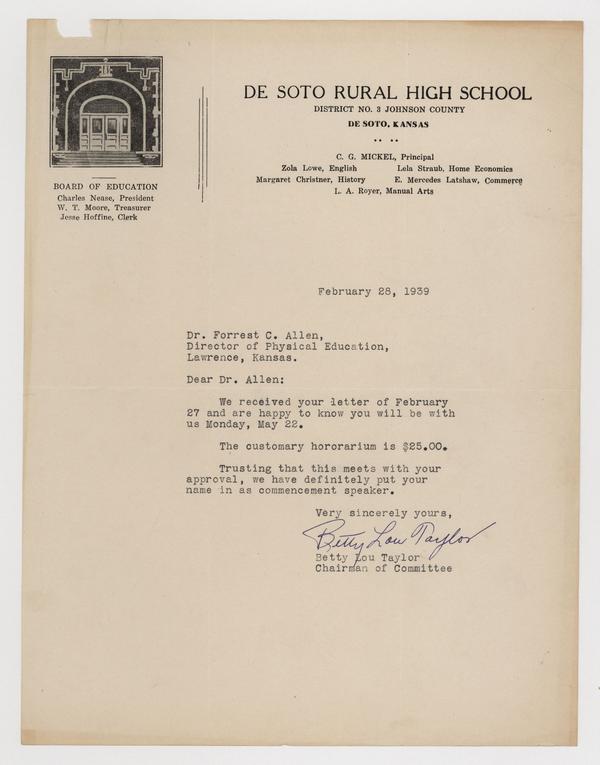 DE SOTO RURAL HIGH SCHOOL
DISTRICT NO. 3 JOHNSON COUNTY
DE SOTO, KANSAS
C. G. MICKEL, Principal
Zola Lowe, English Lela Straub, Home Economics
Margaret Christner, History E. Mercedes Latshaw, Commerce
L. A. Royer, Manual Arts
BOARD OF EDUCATION
Charles Nease, President
W. T. Moore, Treasurer
Jesse Hoffine, Clerk
February 28, 1939
Dr. Forrest C. Allen,
Director of Physical Education,
Lawrence, Kansas.
Dear Dr. Allen:
We received your letter of February
27 and are happy to know you will be with
us Monday, May 22.
The customary hororarium is $25.00.
Trusting that this meets with your
approval, we have definitely put your
name in as commencement speaker.
Very sincerely yours,
Betty Lou Taylor
Betty Lou Taylor
Chairman of Committee